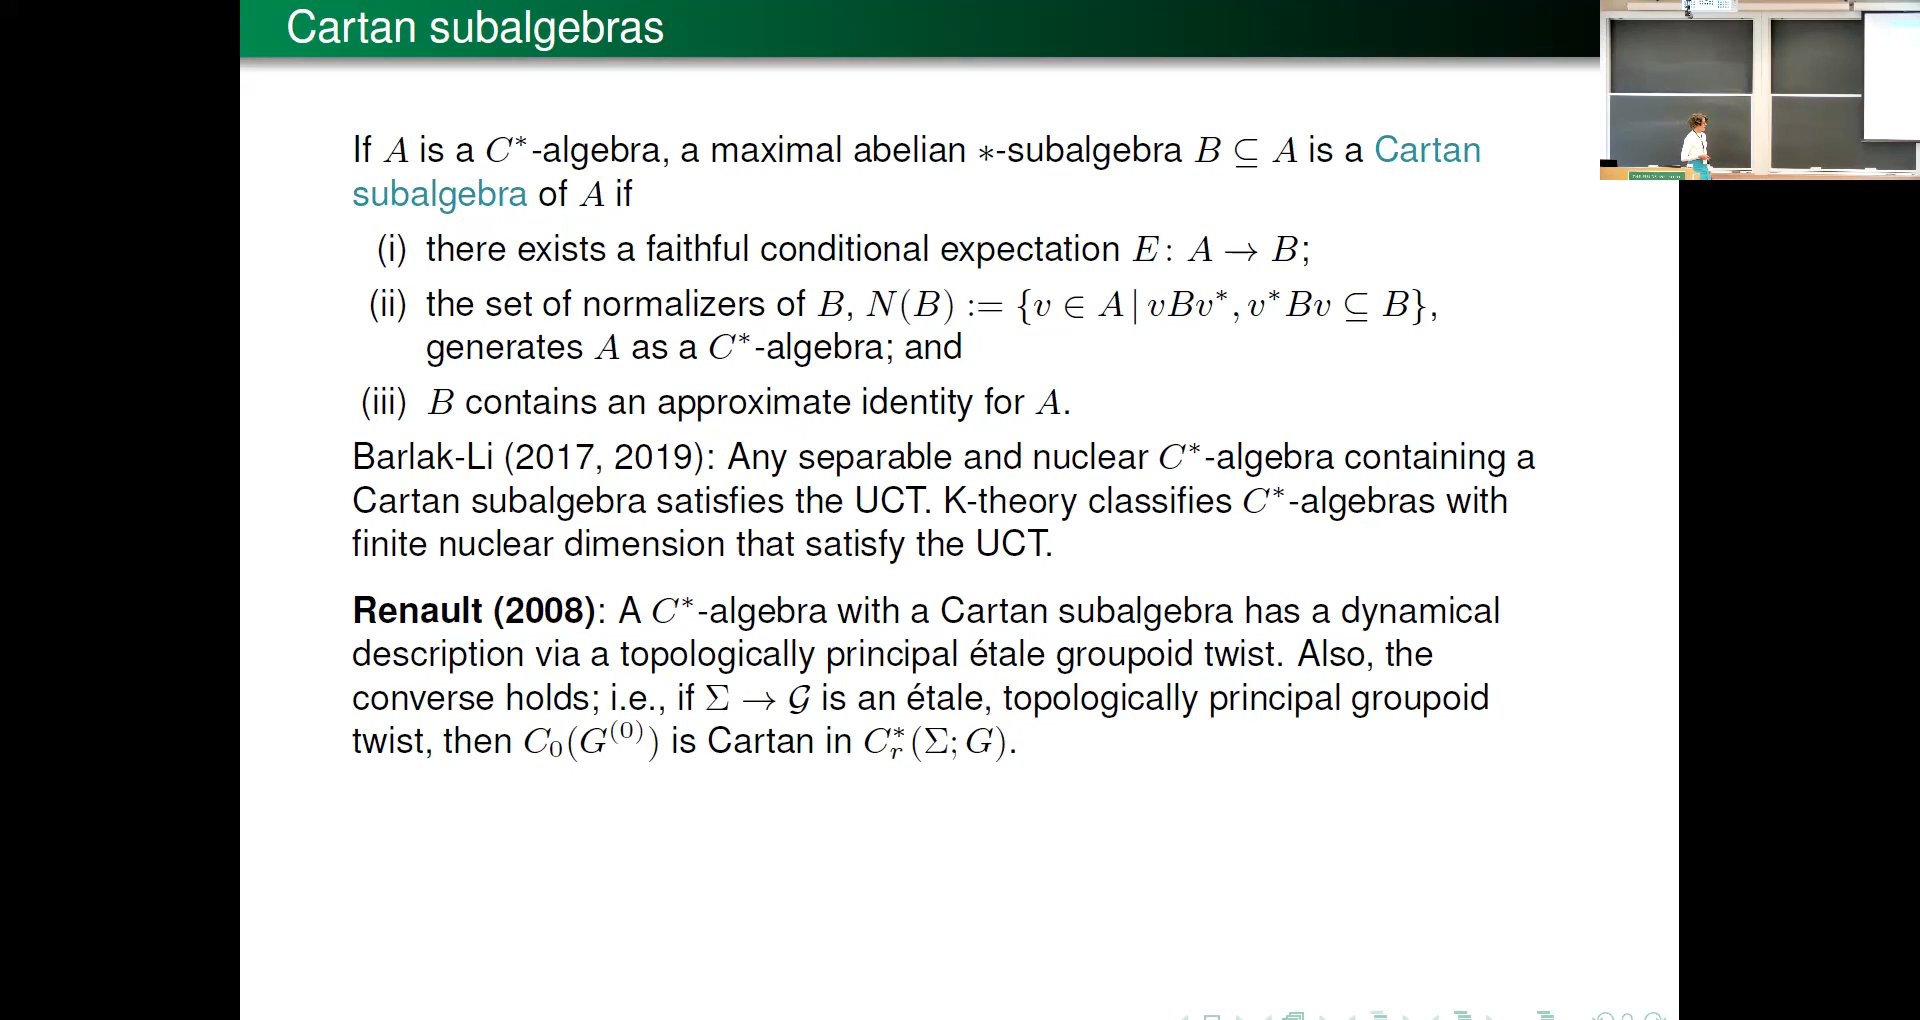 Cartan subalgebras
If A is a C*-algebra, a maximal abelian ∗-subalgebra B ⊆ A is a Cartan
subalgebra of A if
(i) there exists a faithful conditional expectation E: A → B;
(ii) the set of normalizers of B, N(B) := {v ∈ A | vBv*, v*Bv ⊆ B},
generates A as a C*-algebra; and
(iii) B contains an approximate identity for A.
Barlak-Li (2017, 2019): Any separable and nuclear C*-algebra containing a
Cartan subalgebra satisfies the UCT. K-theory classifies C*-algebras with
finite nuclear dimension that satisfy the UCT.
Renault (2008): A C*-algebra with a Cartan subalgebra has a dynamical
description via a topologically principal étale groupoid twist. Also, the
converse holds; i.e., if Σ → 𝒢 is an étale, topologically principal groupoid
twist, then C₀(G⁽⁰⁾) is Cartan in C*ᵣ(Σ; G).